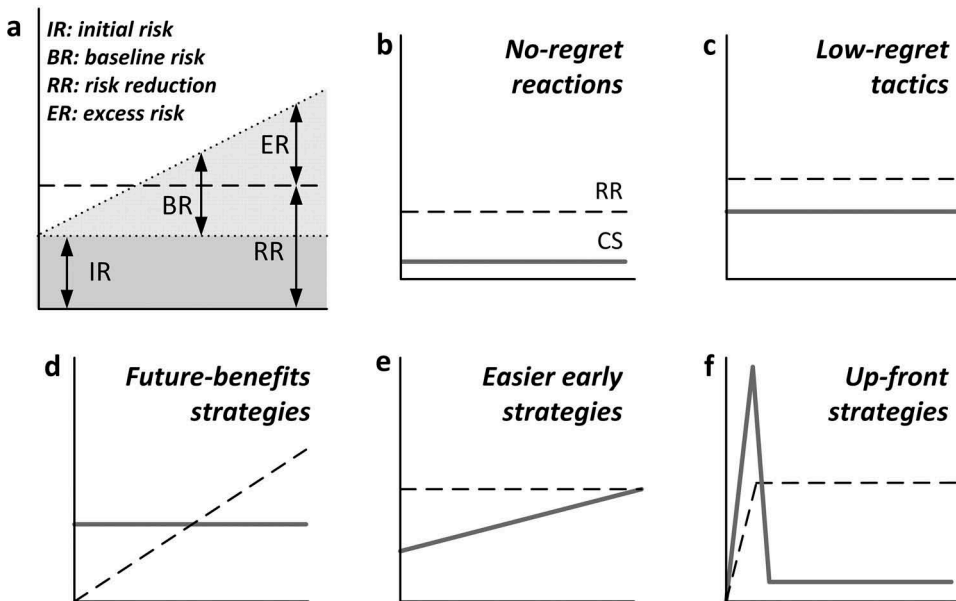 a
IR: initial risk
BR: baseline risk
RR: risk reduction
ER: excess risk
ER
BR
RR
IR
b
No-regret
reactions
RR
CS
c
Low-regret
tactics
d
Future-benefits
strategies
e
Easier early
strategies
f
Up-front
strategies